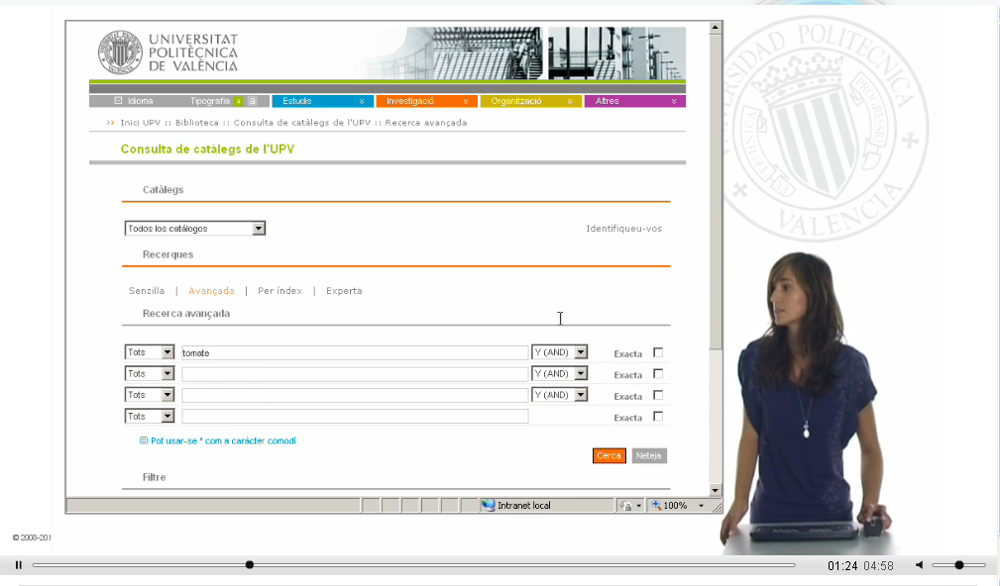 UNIVERSITAT
POLITÈCNICA
DE VALÈNCIA
Idioma Tipografia a a Estudis Investigació Organització Altres
>> Inici UPV :: Biblioteca :: Consulta de catàlegs de l'UPV :: Recerca avançada
Consulta de catàlegs de l'UPV
Catàlegs
Todos los catálogos Identifiqueu-vos
Recerques
Senzilla | Avançada | Per índex | Experta
Recerca avançada
Tots tomate Y (AND) Exacta
Tots Y (AND) Exacta
Tots Y (AND) Exacta
Tots Exacta
Pot usar-se * com a caràcter comodí
Cerca Neteja
Filtre
Intranet local 100%
POLITECNICA
VALENCIA
© 2008-201
01:24 04:58